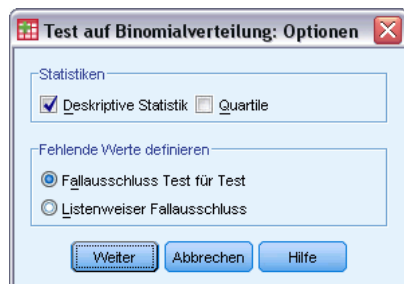 Test auf Binomialverteilung: Optionen
Statistiken
Deskriptive Statistik Quartile
Fehlende Werte definieren
Fallausschluss Test für Test
Listenweiser Fallausschluss
Weiter Abbrechen Hilfe